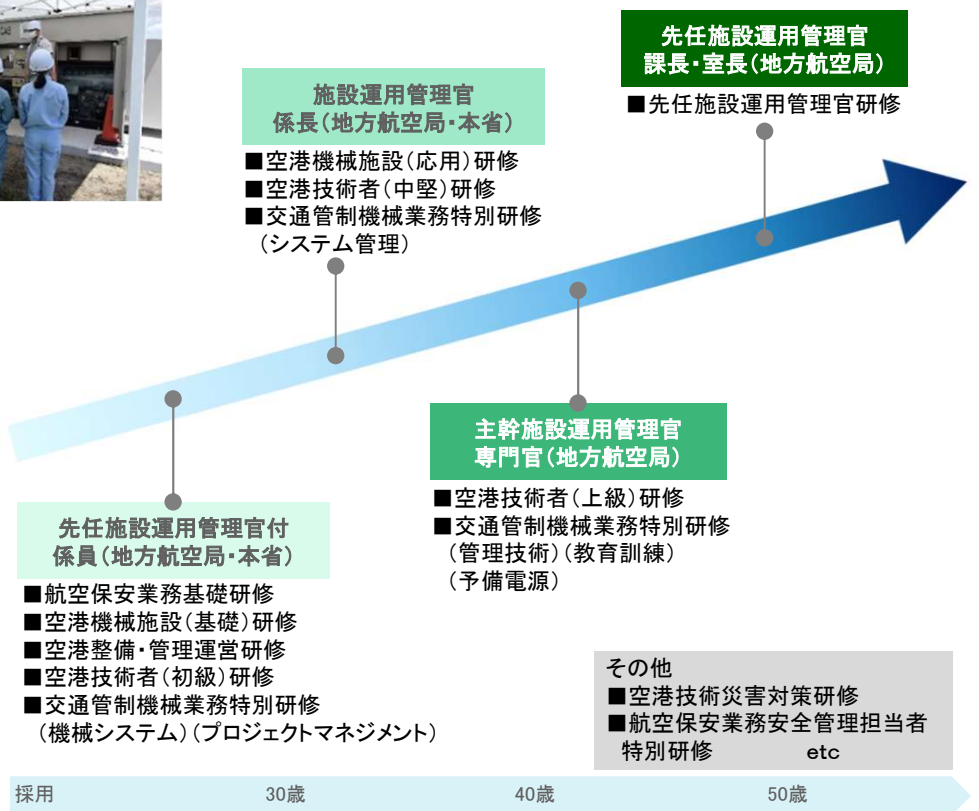 先任施設運用管理官
課長・室長(地方航空局)
■先任施設運用管理官研修
施設運用管理官
係長(地方航空局・本省)
■空港機械施設(応用)研修
■空港技術者(中堅)研修
■交通管制機械業務特別研修
(システム管理)
主幹施設運用管理官
専門官(地方航空局)
■空港技術者(上級)研修
■交通管制機械業務特別研修
(管理技術)(教育訓練)
(予備電源)
先任施設運用管理官付
係員(地方航空局・本省)
■航空保安業務基礎研修
■空港機械施設(基礎)研修
■空港整備・管理運営研修
■空港技術者(初級)研修
■交通管制機械業務特別研修
(機械システム)(プロジェクトマネジメント)
その他
■空港技術災害対策研修
■航空保安業務安全管理担当者
特別研修 etc
採用 30歳 40歳 50歳